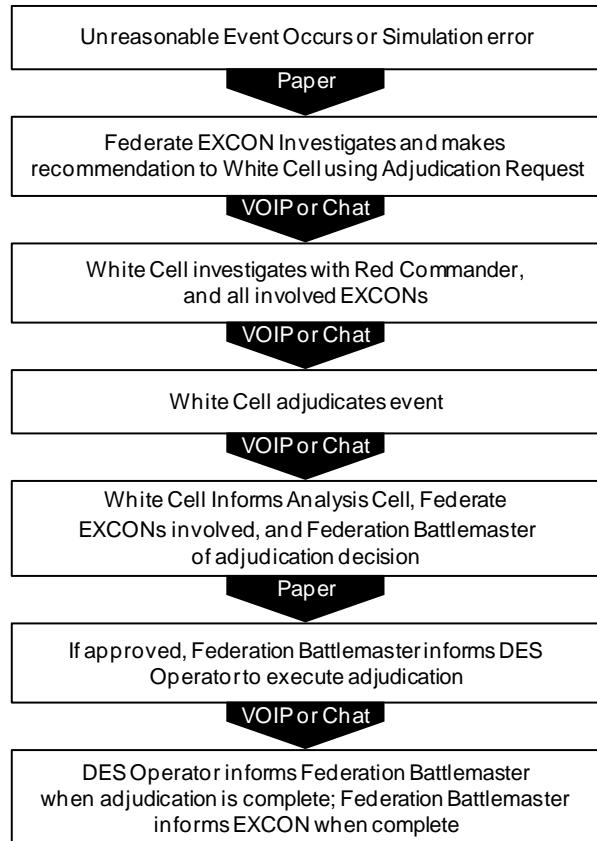 Unreasonable Event Occurs or Simulation error
Paper
Federate EXCON Investigates and makes
recommendation to White Cell using Adjudication Request
VOIP or Chat
White Cell investigates with Red Commander,
and all involved EXCONs
VOIP or Chat
White Cell adjudicates event
VOIP or Chat
White Cell Informs Analysis Cell, Federate
EXCONs involved, and Federation Battlemaster
of adjudication decision
Paper
If approved, Federation Battlemaster informs DES
Operator to execute adjudication
VOIP or Chat
DES Operator informs Federation Battlemaster
when adjudication is complete; Federation Battlemaster
informs EXCON when complete